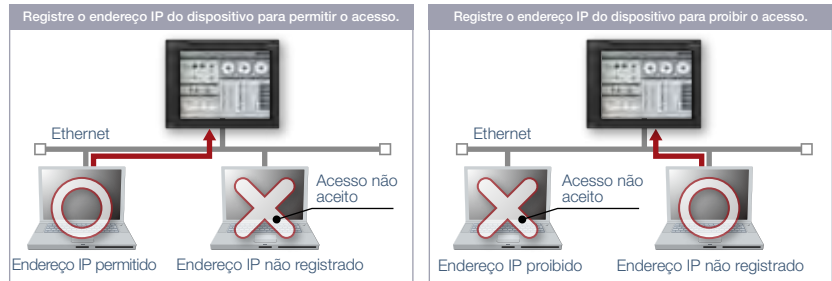 Registre o endereço IP do dispositivo para permitir o acesso.
Ethernet
Acesso não
aceito
Endereço IP permitido
Endereço IP não registrado
Registre o endereço IP do dispositivo para proibir o acesso.
Ethernet
Acesso não
aceito
Endereço IP proibido
Endereço IP não registrado